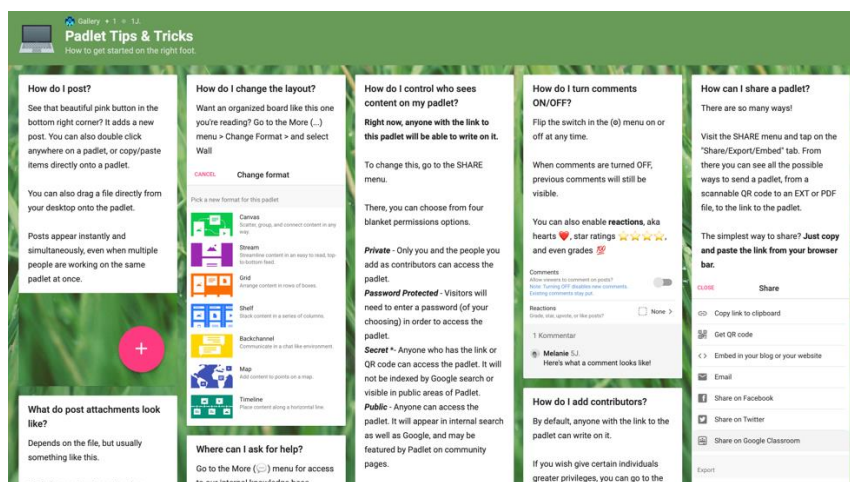 Gallery + 1 1J.
Padlet Tips & Tricks
How to get started on the right foot.
How do I post?
See that beautiful pink button in the
bottom right corner? It adds a new
post. You can also double click
anywhere on a padlet, or copy/paste
items directly onto a padlet.
You can also drag a file directly from
your desktop onto the padlet.
Posts appear instantly and
simultaneously, even when multiple
people are working on the same
padlet at once.
What do post attachments look
like?
Depends on the file, but usually
something like this.
How do I change the layout?
Want an organized board like this one
you're reading? Go to the More (...)
menu > Change Format > and select
Wall
CANCEL Change format
Pick a new format for this padlet
Canvas
Scatter, group, and connect content in any
way.
Stream
Streamline content in an easy to read, top-
to-bottom feed.
Grid
Arrange content in rows of boxes.
Shelf
Stack content in a series of columns.
Backchannel
Communicate in a chat like environment.
Map
Add content to points on a map.
Timeline
Place content along a horizontal line.
Where can I ask for help?
Go to the More (💬) menu for access
to our internal knowledge base
How do I control who sees
content on my padlet?
Right now, anyone with the link to
this padlet will be able to write on it.
To change this, go to the SHARE
menu.
There, you can choose from four
blanket permissions options.
Private - Only you and the people you
add as contributors can access the
padlet.
Password Protected - Visitors will
need to enter a password (of your
choosing) in order to access the
padlet.
Secret *- Anyone who has the link or
QR code can access the padlet. It will
not be indexed by Google search or
visible in public areas of Padlet.
Public - Anyone can access the
padlet. It will appear in internal search
as well as Google, and may be
featured by Padlet on community
pages.
How do I turn comments
ON/OFF?
Flip the switch in the (⚙) menu on or
off at any time.
When comments are turned OFF,
previous comments will still be
visible.
You can also enable reactions, aka
hearts ❤️, star ratings ⭐⭐⭐⭐,
and even grades 💯
Comments
Allow viewers to comment on posts?
Note: Turning OFF disables new comments.
Existing comments stay put.
Reactions
Grade, star, upvote, or like posts?
None >
1 Kommentar
Melanie 5J.
Here's what a comment looks like!
How do I add contributors?
By default, anyone with the link to the
padlet can write on it.
If you wish give certain individuals
greater privileges, you can go to the
How can I share a padlet?
There are so many ways!
Visit the SHARE menu and tap on the
"Share/Export/Embed" tab. From
there you can see all the possible
ways to send a padlet, from a
scannable QR code to an EXT or PDF
file, to the link to the padlet.
The simplest way to share? Just copy
and paste the link from your browser
bar.
CLOSE Share
Copy link to clipboard
Get QR code
Embed in your blog or your website
Email
Share on Facebook
Share on Twitter
Share on Google Classroom
Export